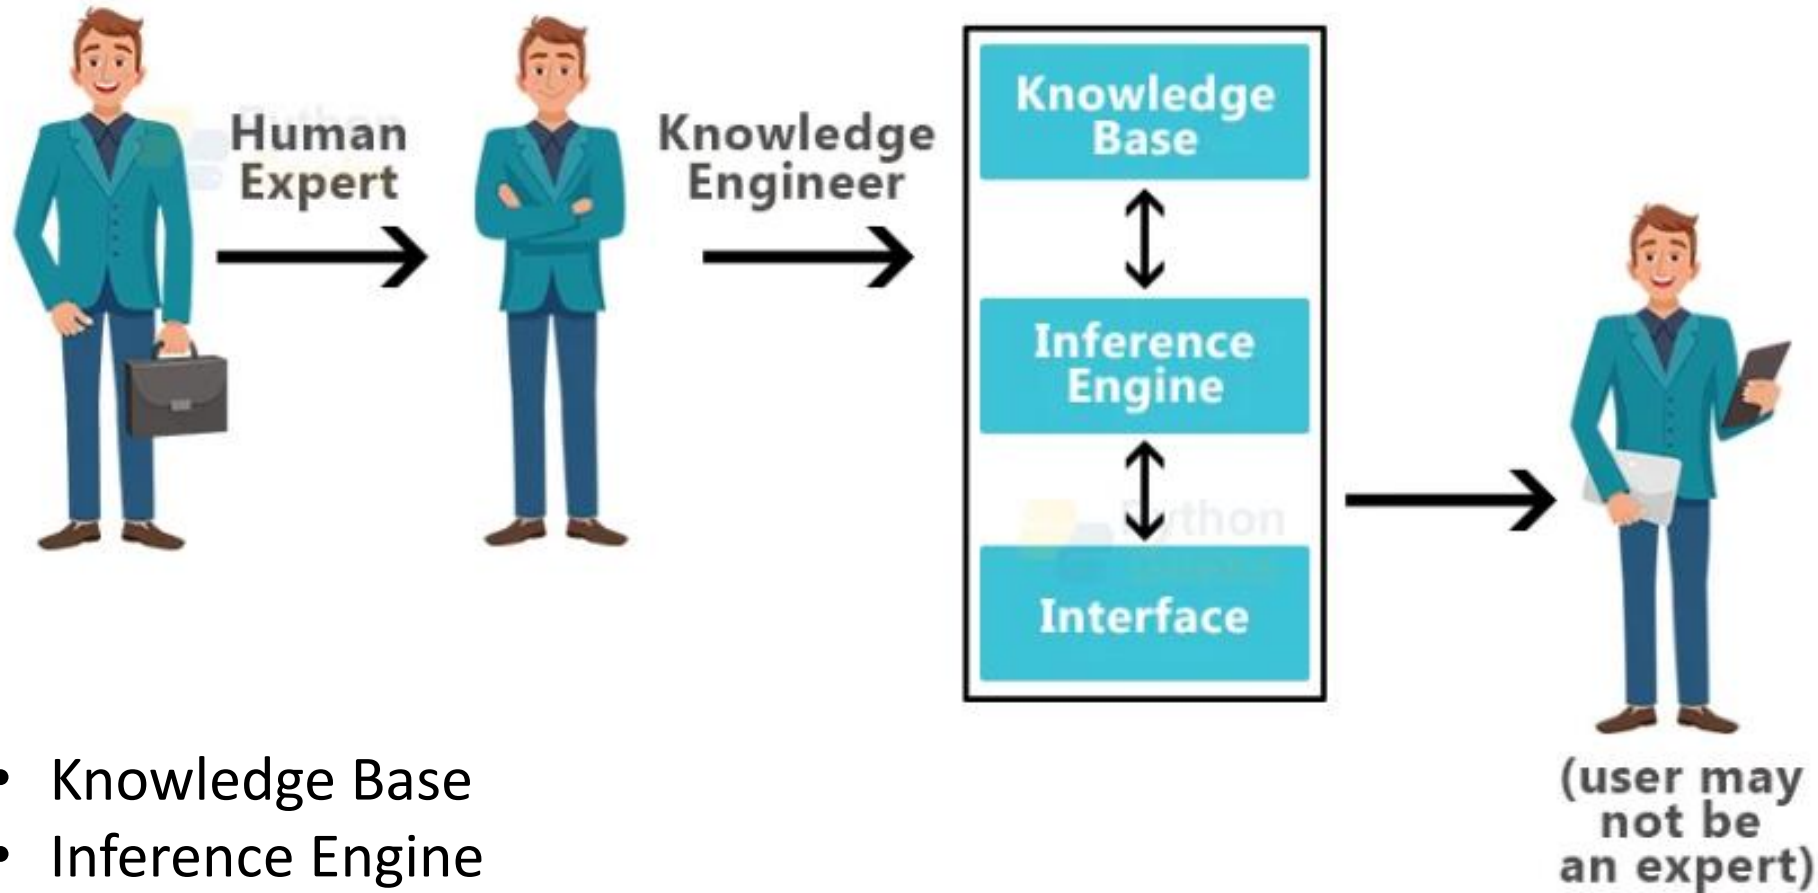 Human
Expert
Knowledge
Engineer
Knowledge
Base
Inference
Engine
Interface
(user may
not be
an expert)
• Knowledge Base
• Inference Engine